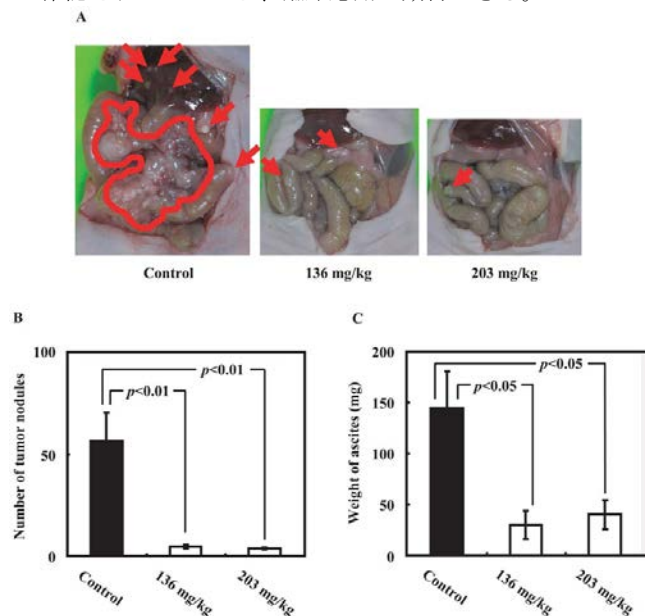 A
Control
136 mg/kg
203 mg/kg
B
Number of tumor nodules
100
50
0
p<0.01
p<0.01
Control
136 mg/kg
203 mg/kg
C
Weight of ascites (mg)
200
150
100
50
0
p<0.05
p<0.05
Control
136 mg/kg
203 mg/kg